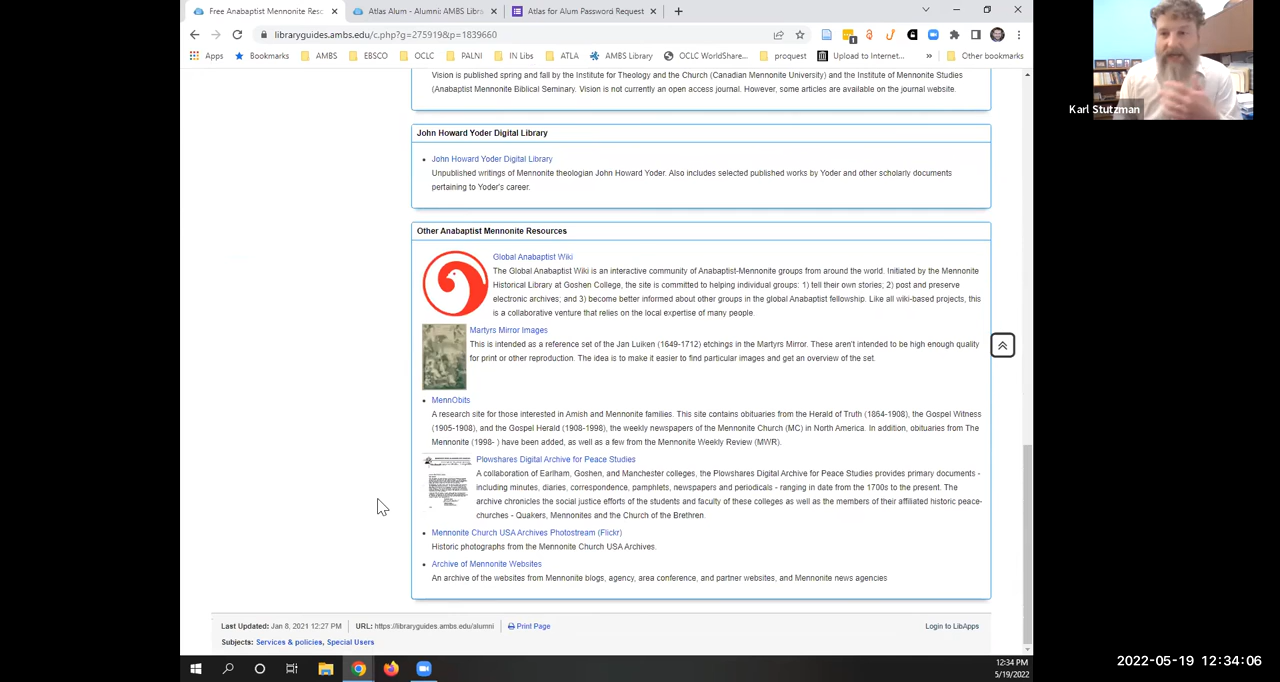 Free Anabaptist Mennonite Reso
Atlas Alum - Alumni: AMBS Libra
Atlas for Alum Password Request
libraryguides.ambs.edu/c.php?g=275919&p=1839660
Apps
Bookmarks
AMBS
EBSCO
OCLC
PALNI
IN Libs
ATLA
AMBS Library
OCLC WorldShare...
proquest
Upload to Internet...
»
Other bookmarks
Vision is published spring and fall by the Institute for Theology and the Church (Canadian Mennonite University) and the Institute of Mennonite Studies
(Anabaptist Mennonite Biblical Seminary. Vision is not currently an open access journal. However, some articles are available on the journal website.
John Howard Yoder Digital Library
John Howard Yoder Digital Library
Unpublished writings of Mennonite theologian John Howard Yoder. Also includes selected published works by Yoder and other scholarly documents
pertaining to Yoder's career.
Other Anabaptist Mennonite Resources
Global Anabaptist Wiki
The Global Anabaptist Wiki is an interactive community of Anabaptist-Mennonite groups from around the world. Initiated by the Mennonite
Historical Library at Goshen College, the site is committed to helping individual groups: 1) tell their own stories; 2) post and preserve
electronic archives; and 3) become better informed about other groups in the global Anabaptist fellowship. Like all wiki-based projects, this
is a collaborative venture that relies on the local expertise of many people.
Martyrs Mirror Images
This is intended as a reference set of the Jan Luiken (1649-1712) etchings in the Martyrs Mirror. These aren't intended to be high enough quality
for print or other reproduction. The idea is to make it easier to find particular images and get an overview of the set.
MennObits
A research site for those interested in Amish and Mennonite families. This site contains obituaries from the Herald of Truth (1864-1908), the Gospel Witness
(1905-1908), and the Gospel Herald (1908-1998), the weekly newspapers of the Mennonite Church (MC) in North America. In addition, obituaries from The
Mennonite (1998- ) have been added, as well as a few from the Mennonite Weekly Review (MWR).
Plowshares Digital Archive for Peace Studies
A collaboration of Earlham, Goshen, and Manchester colleges, the Plowshares Digital Archive for Peace Studies provides primary documents -
including minutes, diaries, correspondence, pamphlets, newspapers and periodicals - ranging in date from the 1700s to the present. The
archive chronicles the social justice efforts of the students and faculty of these colleges as well as the members of their affiliated historic peace-
churches - Quakers, Mennonites and the Church of the Brethren.
Mennonite Church USA Archives Photostream (Flickr)
Historic photographs from the Mennonite Church USA Archives.
Archive of Mennonite Websites
An archive of the websites from Mennonite blogs, agency, area conference, and partner websites, and Mennonite news agencies
Last Updated: Jan 8, 2021 12:27 PM
URL: https://libraryguides.ambs.edu/alumni
Print Page
Login to LibApps
Subjects: Services & policies, Special Users
12:34 PM
5/19/2022
Karl Stutzman
2022-05-19 12:34:06